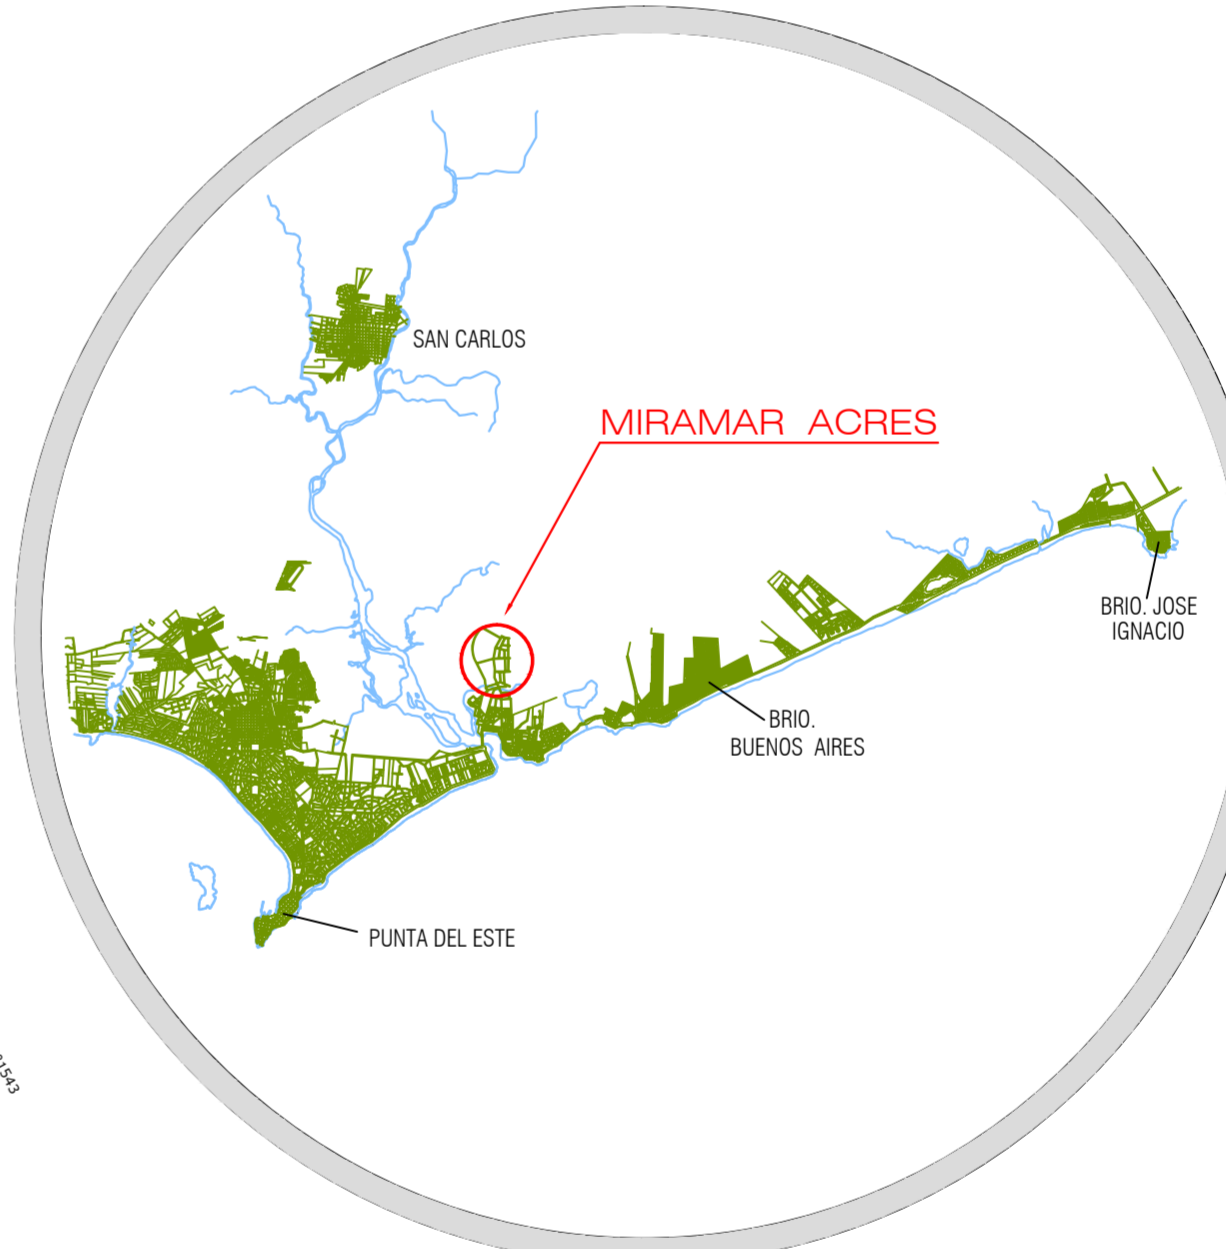 SAN CARLOS
MIRAMAR ACRES
BRIO. JOSE
IGNACIO
BRIO.
BUENOS AIRES
PUNTA DEL ESTE